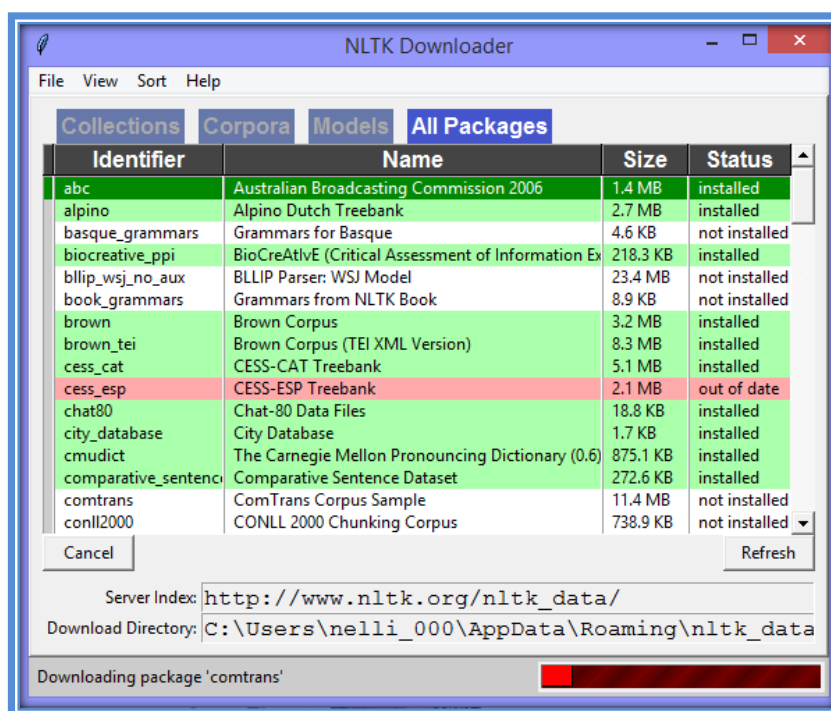 NLTK Downloader
File View Sort Help
Collections Corpora Models All Packages
Identifier Name Size Status
abc Australian Broadcasting Commission 2006 1.4 MB installed
alpino Alpino Dutch Treebank 2.7 MB installed
basque_grammars Grammars for Basque 4.6 KB not installed
biocreative_ppi BioCreAtIvE (Critical Assessment of Information Ex 218.3 KB installed
bllip_wsj_no_aux BLLIP Parser: WSJ Model 23.4 MB not installed
book_grammars Grammars from NLTK Book 8.9 KB not installed
brown Brown Corpus 3.2 MB installed
brown_tei Brown Corpus (TEI XML Version) 8.3 MB installed
cess_cat CESS-CAT Treebank 5.1 MB installed
cess_esp CESS-ESP Treebank 2.1 MB out of date
chat80 Chat-80 Data Files 18.8 KB installed
city_database City Database 1.7 KB installed
cmudict The Carnegie Mellon Pronouncing Dictionary (0.6) 875.1 KB installed
comparative_sentenc Comparative Sentence Dataset 272.6 KB installed
comtrans ComTrans Corpus Sample 11.4 MB not installed
conll2000 CONLL 2000 Chunking Corpus 738.9 KB not installed
Cancel Refresh
Server Index: http://www.nltk.org/nltk_data/
Download Directory: C:\Users\nelli_000\AppData\Roaming\nltk_data
Downloading package 'comtrans'